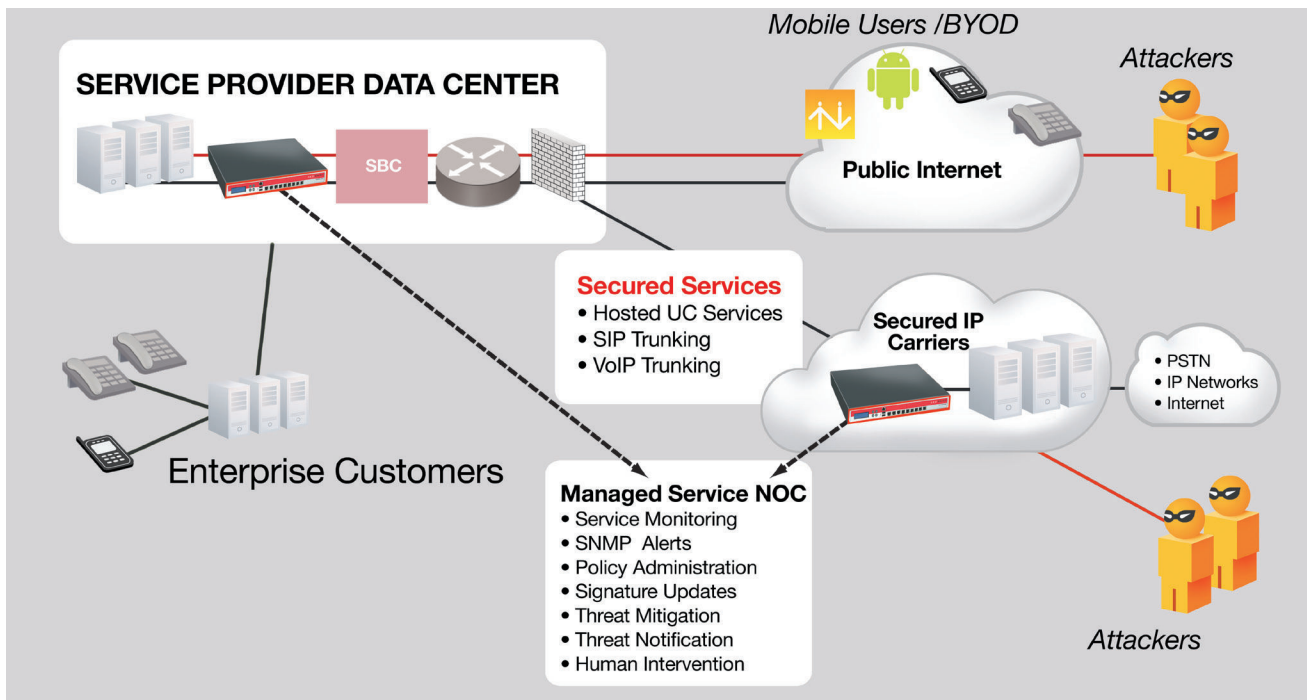 Mobile Users /BYOD
Attackers
SERVICE PROVIDER DATA CENTER
SBC
Public Internet
Secured Services
• Hosted UC Services
• SIP Trunking
• VoIP Trunking
Secured IP
Carriers
• PSTN
• IP Networks
• Internet
Enterprise Customers
Managed Service NOC
• Service Monitoring
• SNMP Alerts
• Policy Administration
• Signature Updates
• Threat Mitigation
• Threat Notification
• Human Intervention
Attackers